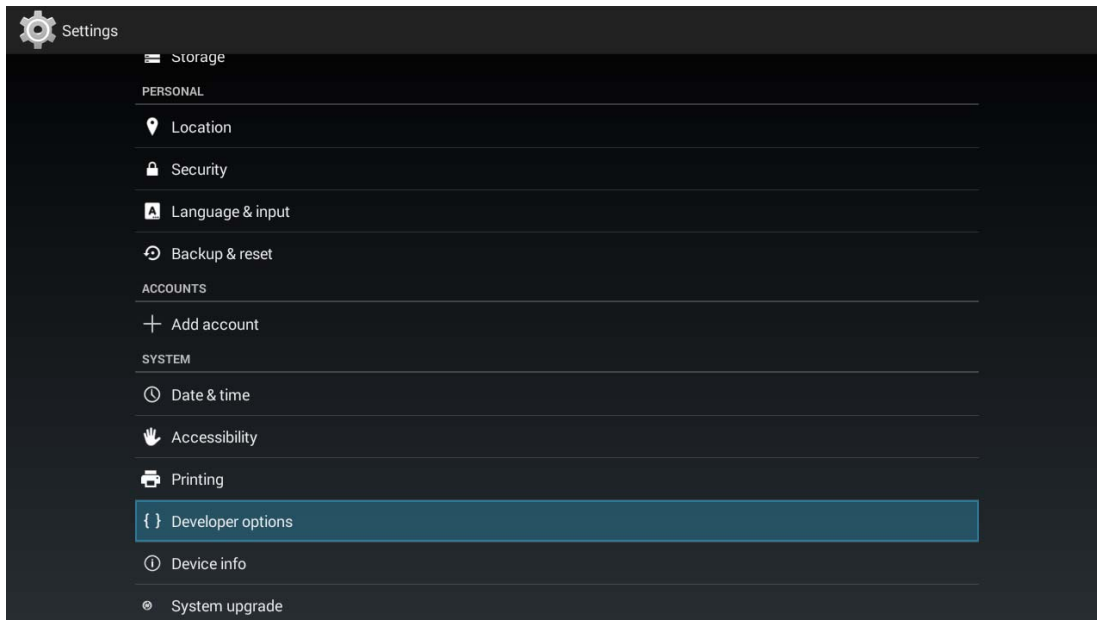 Settings
Storage
PERSONAL
Location
Security
Language & input
Backup & reset
ACCOUNTS
Add account
SYSTEM
Date & time
Accessibility
Printing
{ } Developer options
Device info
System upgrade